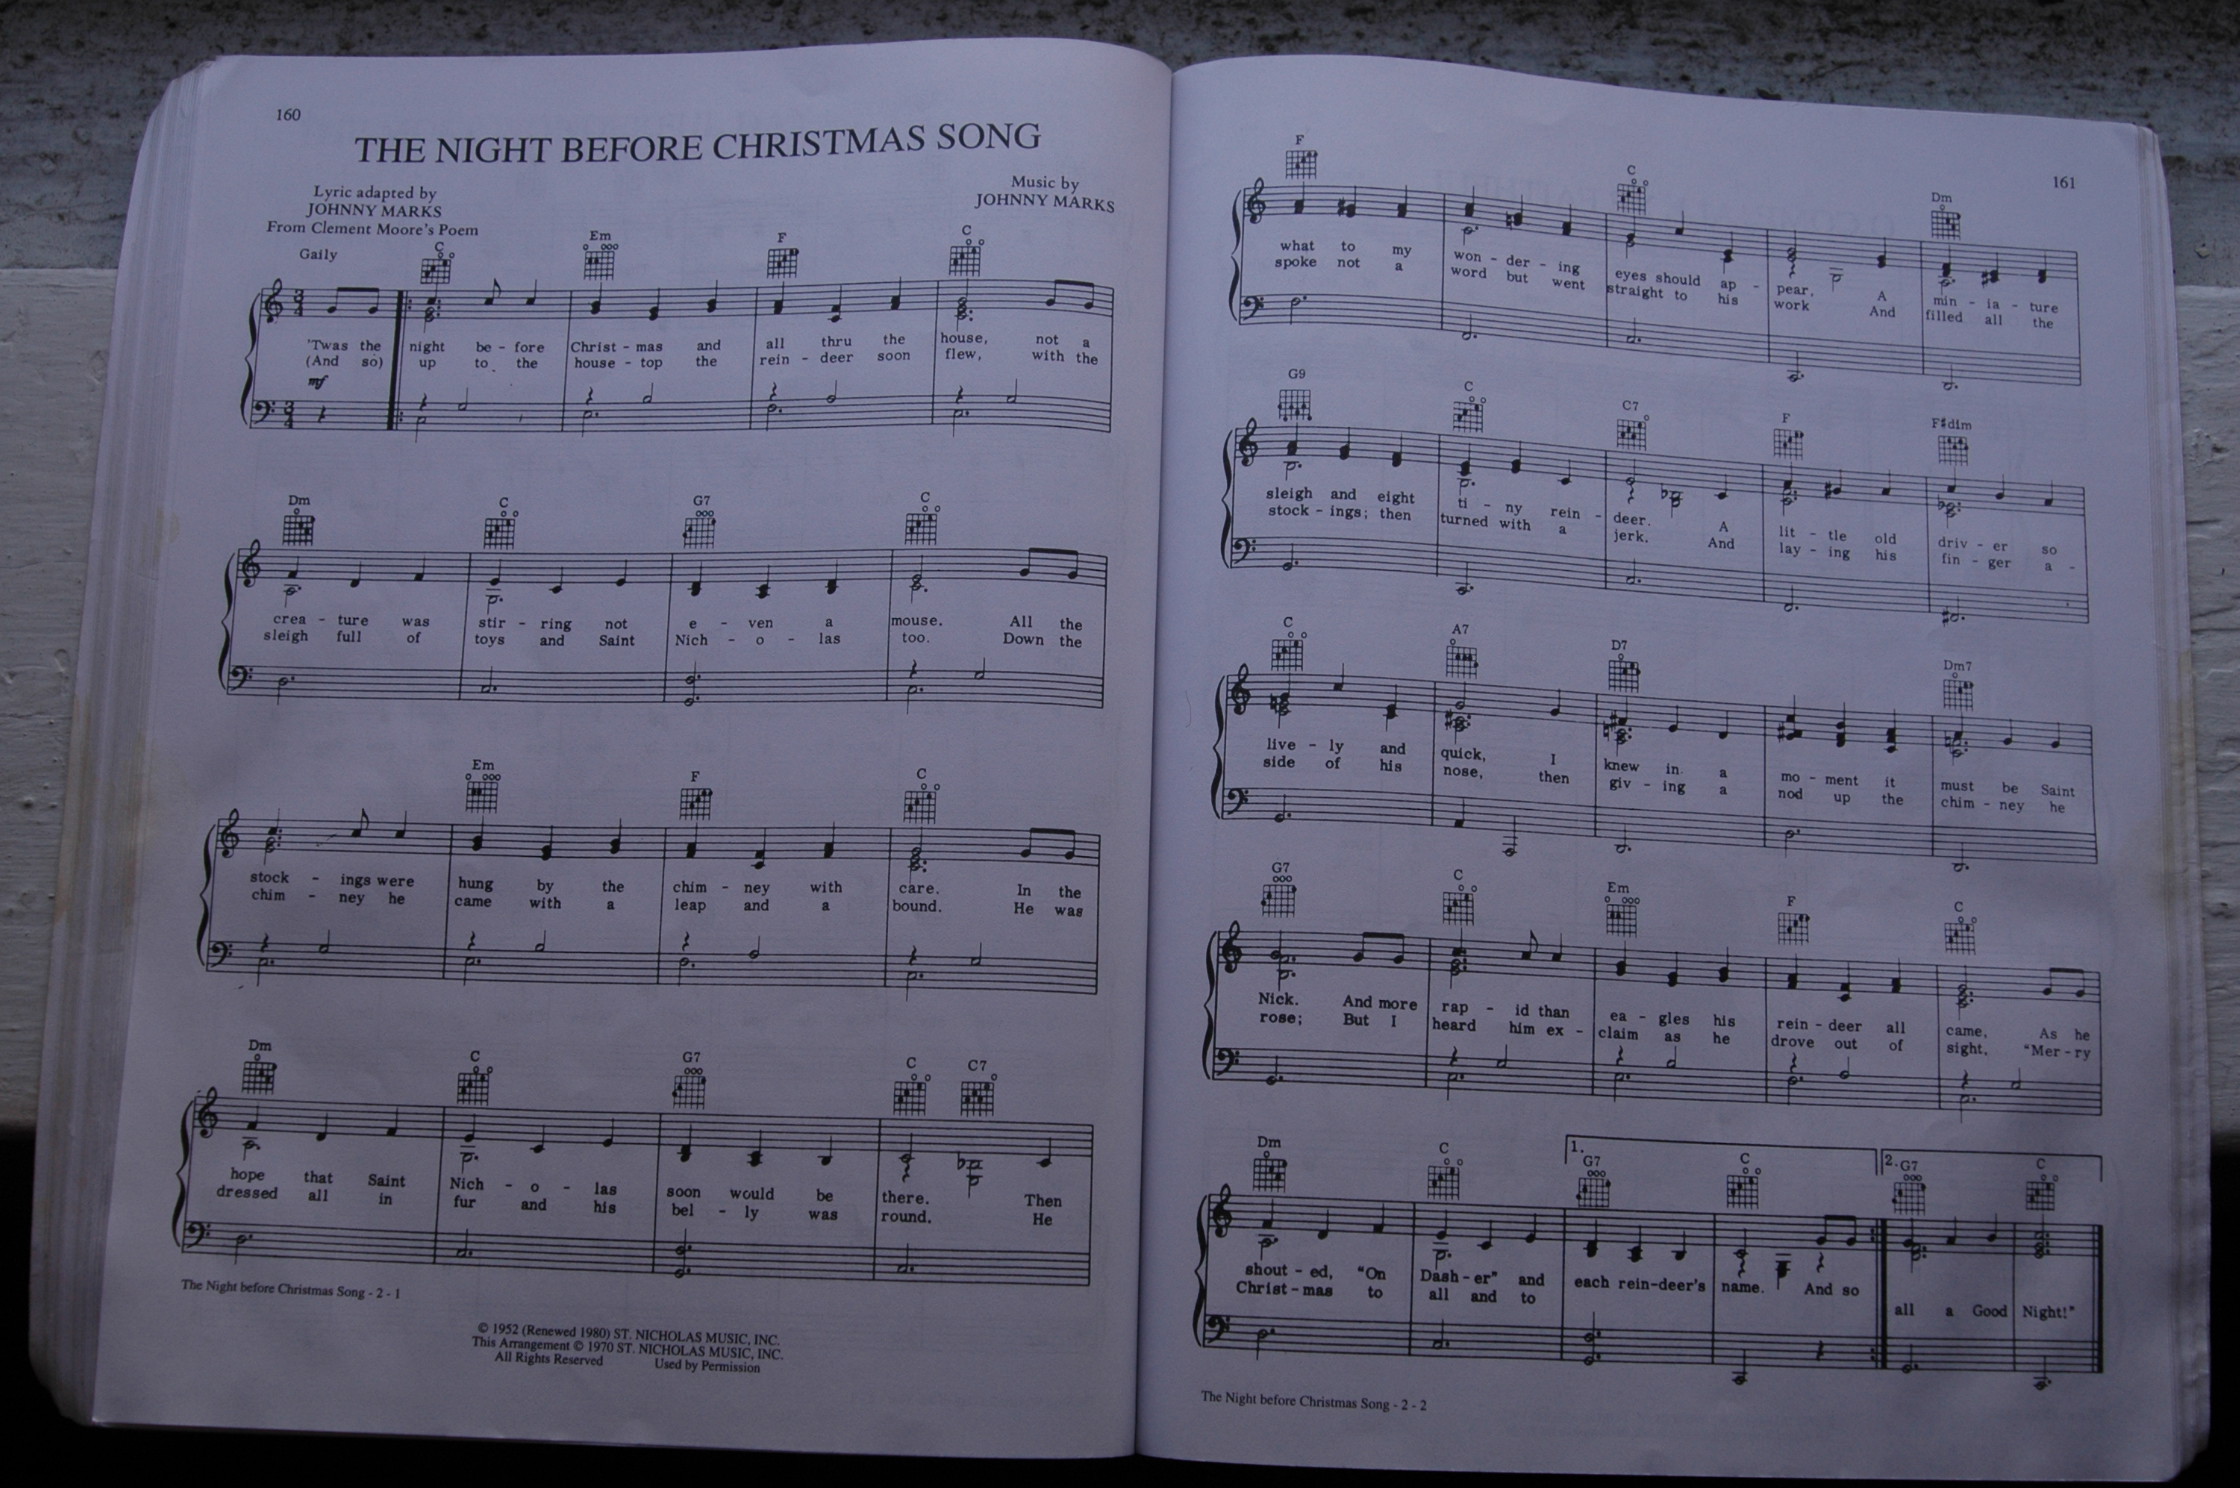 160
THE NIGHT BEFORE CHRISTMAS SONG
Lyric adapted by
JOHNNY MARKS
From Clement Moore's Poem
Music by
JOHNNY MARKS
Gaily
C Em F C
'Twas the night be - fore Christ - mas and all thru the house, not a
(And so) up to the house - top the rein - deer soon flew, with the
mf
Dm C G7 C
crea - ture was stir - ring not e - ven a mouse. All the
sleigh full of toys and Saint Nich - o - las too. Down the
Em F C
stock - ings were hung by the chim - ney with care. In the
chim - ney he came with a leap and a bound. He was
Dm C G7 C C7
hope that Saint Nich - o - las soon would be there. Then
dressed all in fur and his bel - ly was round. He
The Night before Christmas Song - 2 - 1
© 1952 (Renewed 1980) ST. NICHOLAS MUSIC, INC.
This Arrangement © 1970 ST. NICHOLAS MUSIC, INC.
All Rights Reserved Used by Permission
161
F C Dm
what to my won - der - ing eyes should ap - pear, A min - ia - ture
spoke not a word but went straight to his work And filled all the
G9 C C7 F F#dim
sleigh and eight ti - ny rein - deer. A lit - tle old driv - er so
stock - ings; then turned with a jerk. And lay - ing his fin - ger a -
C A7 D7 Dm7
live - ly and quick, I knew in a mo - ment it must be Saint
side of his nose, then giv - ing a nod up the chim - ney he
G7 C Em F C
Nick. And more rap - id than ea - gles his rein - deer all came, As he
rose; But I heard him ex - claim as he drove out of sight, "Mer - ry
Dm C 1. G7 C 2. G7 C
shout - ed, "On Dash - er" and each rein - deer's name. And so
Christ - mas to all and to all a Good Night!"
The Night before Christmas Song - 2 - 2